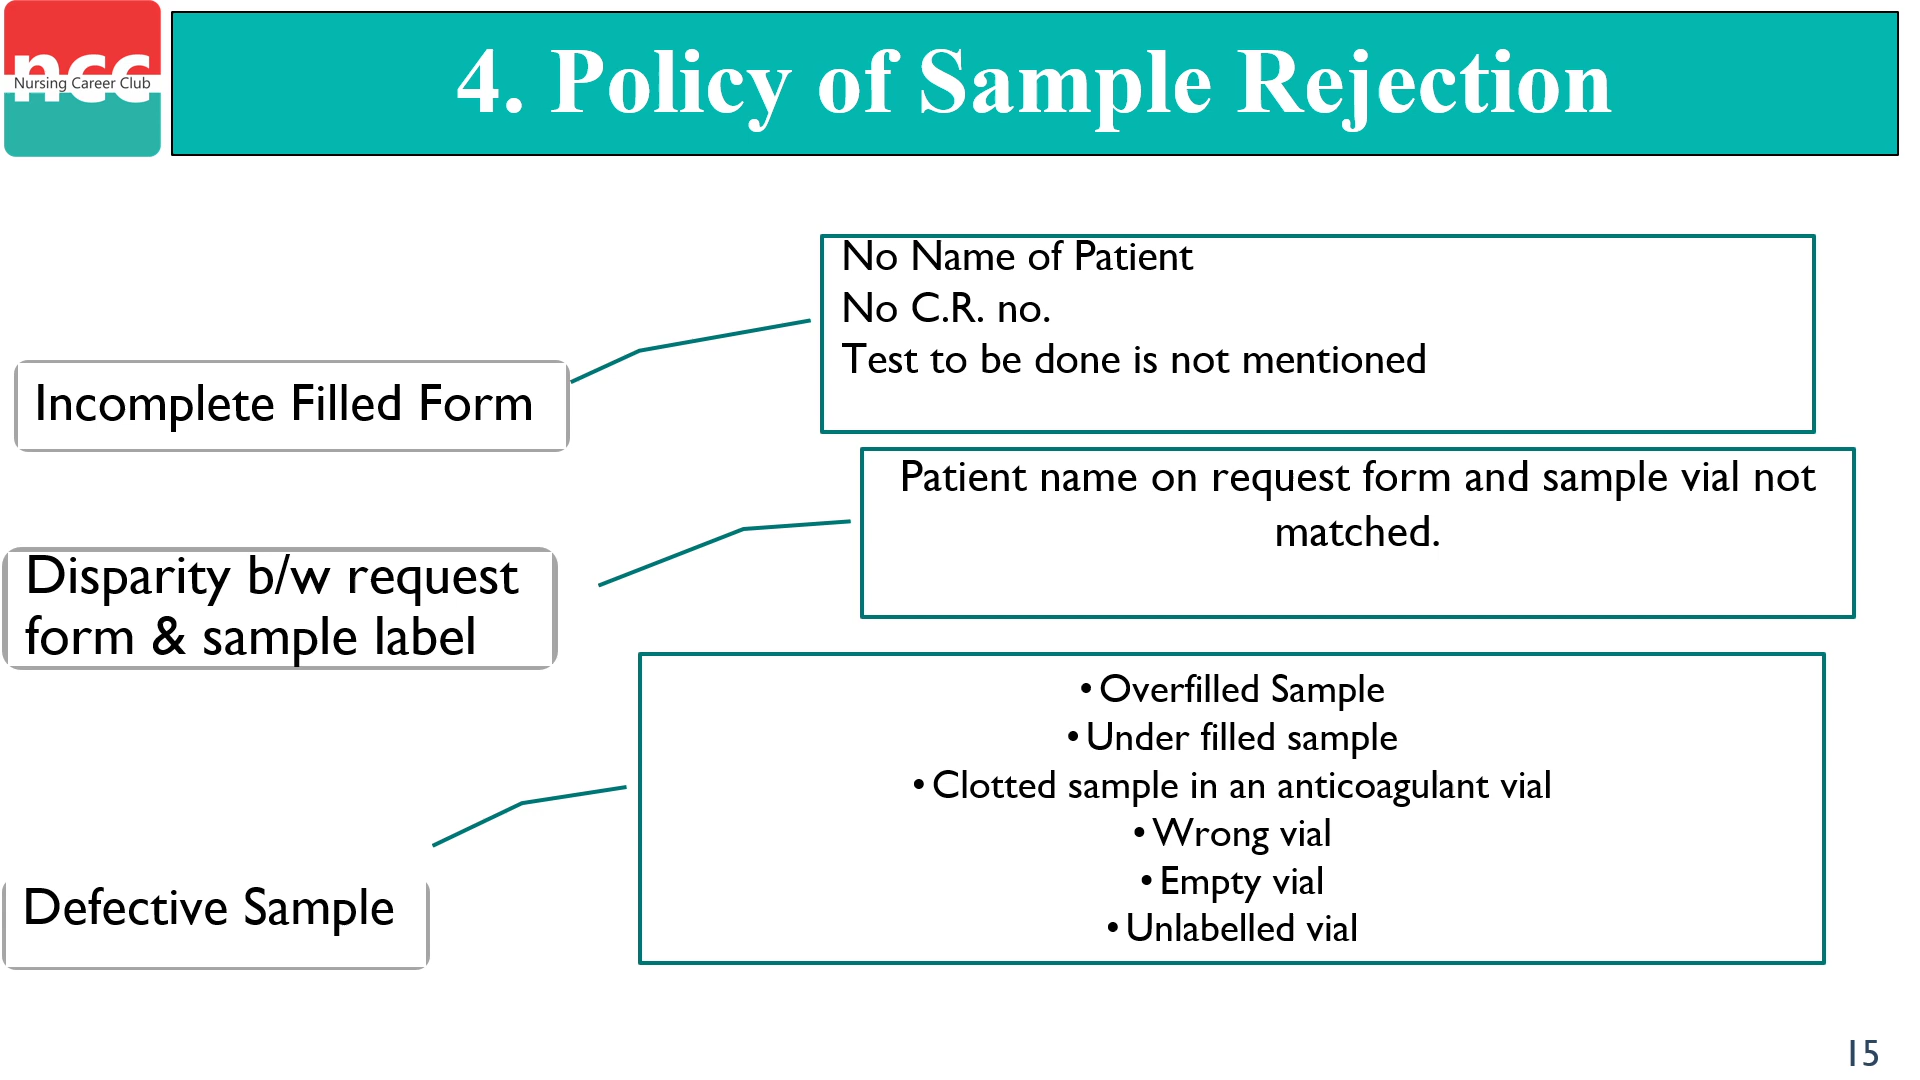 ncc
Nursing Career Club
4. Policy of Sample Rejection
Incomplete Filled Form
No Name of Patient
No C.R. no.
Test to be done is not mentioned
Disparity b/w request
form & sample label
Patient name on request form and sample vial not
matched.
Defective Sample
• Overfilled Sample
• Under filled sample
• Clotted sample in an anticoagulant vial
• Wrong vial
• Empty vial
• Unlabelled vial
15